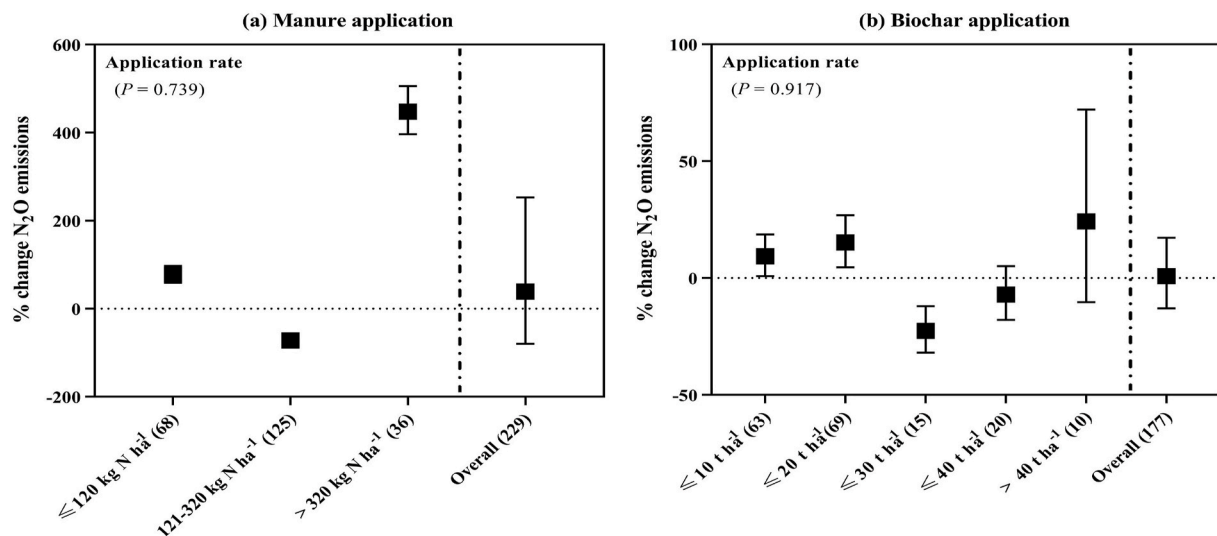 (a) Manure application
600
400
200
0
-200
% change N₂O emissions
Application rate
(P = 0.739)
≤ 120 kg N ha⁻¹ (68)
121-320 kg N ha⁻¹ (125)
> 320 kg N ha⁻¹ (36)
Overall (229)
(b) Biochar application
100
50
0
-50
% change N₂O emissions
Application rate
(P = 0.917)
≤ 10 t ha⁻¹ (63)
≤ 20 t ha⁻¹(69)
≤ 30 t ha⁻¹ (15)
≤ 40 t ha⁻¹ (20)
> 40 t ha⁻¹ (10)
Overall (177)